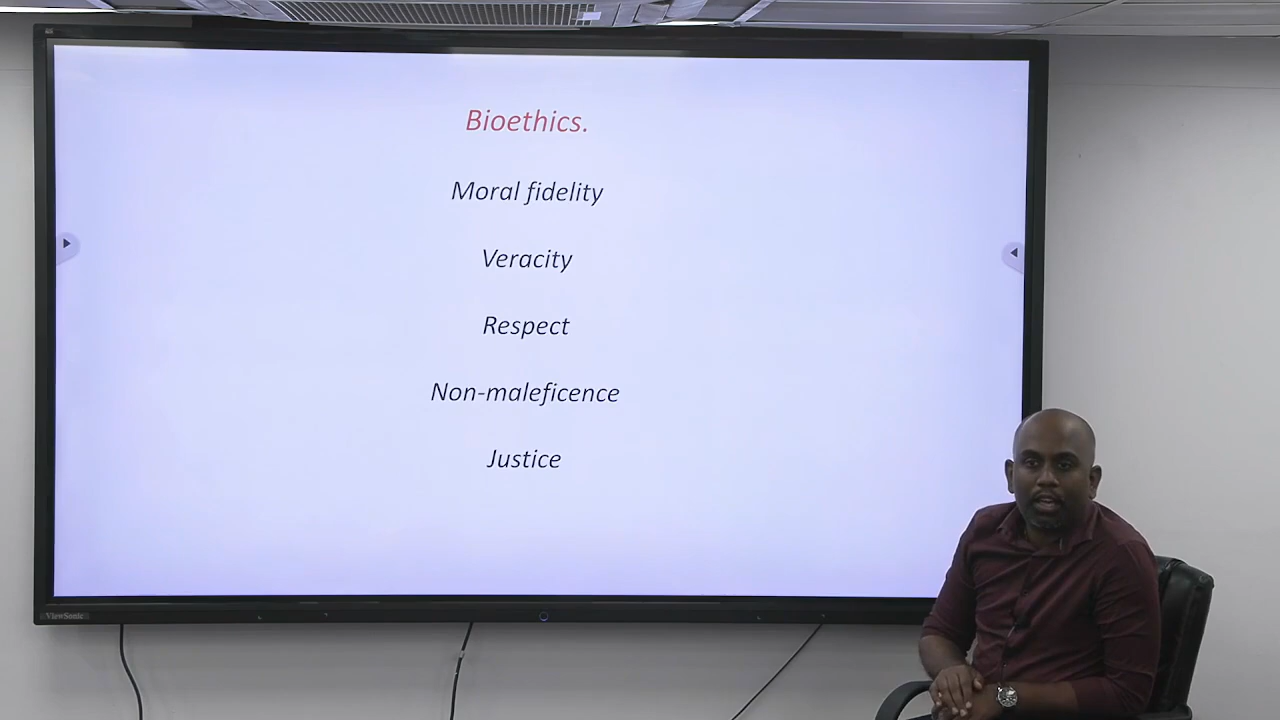 Bioethics.
Moral fidelity
Veracity
Respect
Non-maleficence
Justice
ViewSonic